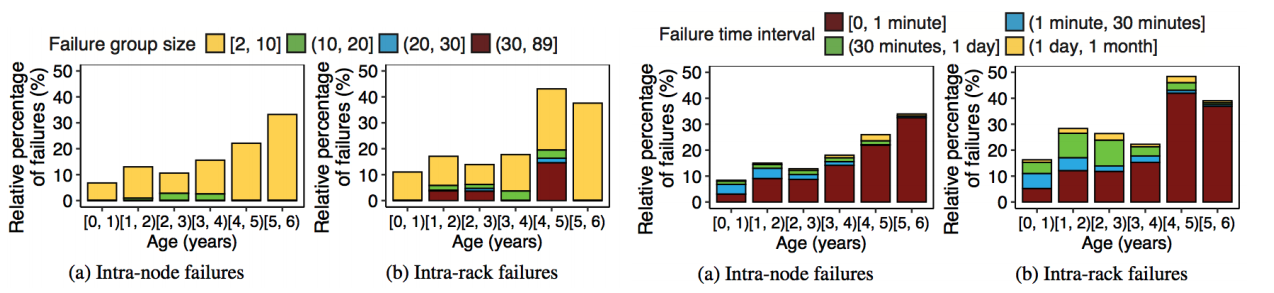 Failure group size [2, 10] (10, 20] (20, 30] (30, 89]
Relative percentage
of failures (%)
50
40
30
20
10
0
[0, 1)[1, 2)[2, 3)[3, 4)[4, 5)[5, 6)
Age (years)
(a) Intra-node failures
Relative percentage
of failures (%)
50
40
30
20
10
0
[0, 1)[1, 2)[2, 3)[3, 4)[4, 5)[5, 6)
Age (years)
(b) Intra-rack failures
Failure time interval [0, 1 minute] (1 minute, 30 minutes]
(30 minutes, 1 day] (1 day, 1 month]
Relative percentage
of failures (%)
50
40
30
20
10
0
[0, 1)[1, 2)[2, 3)[3, 4)[4, 5)[5, 6)
Age (years)
(a) Intra-node failures
Relative percentage
of failures (%)
50
40
30
20
10
0
[0, 1)[1, 2)[2, 3)[3, 4)[4, 5)[5, 6)
Age (years)
(b) Intra-rack failures